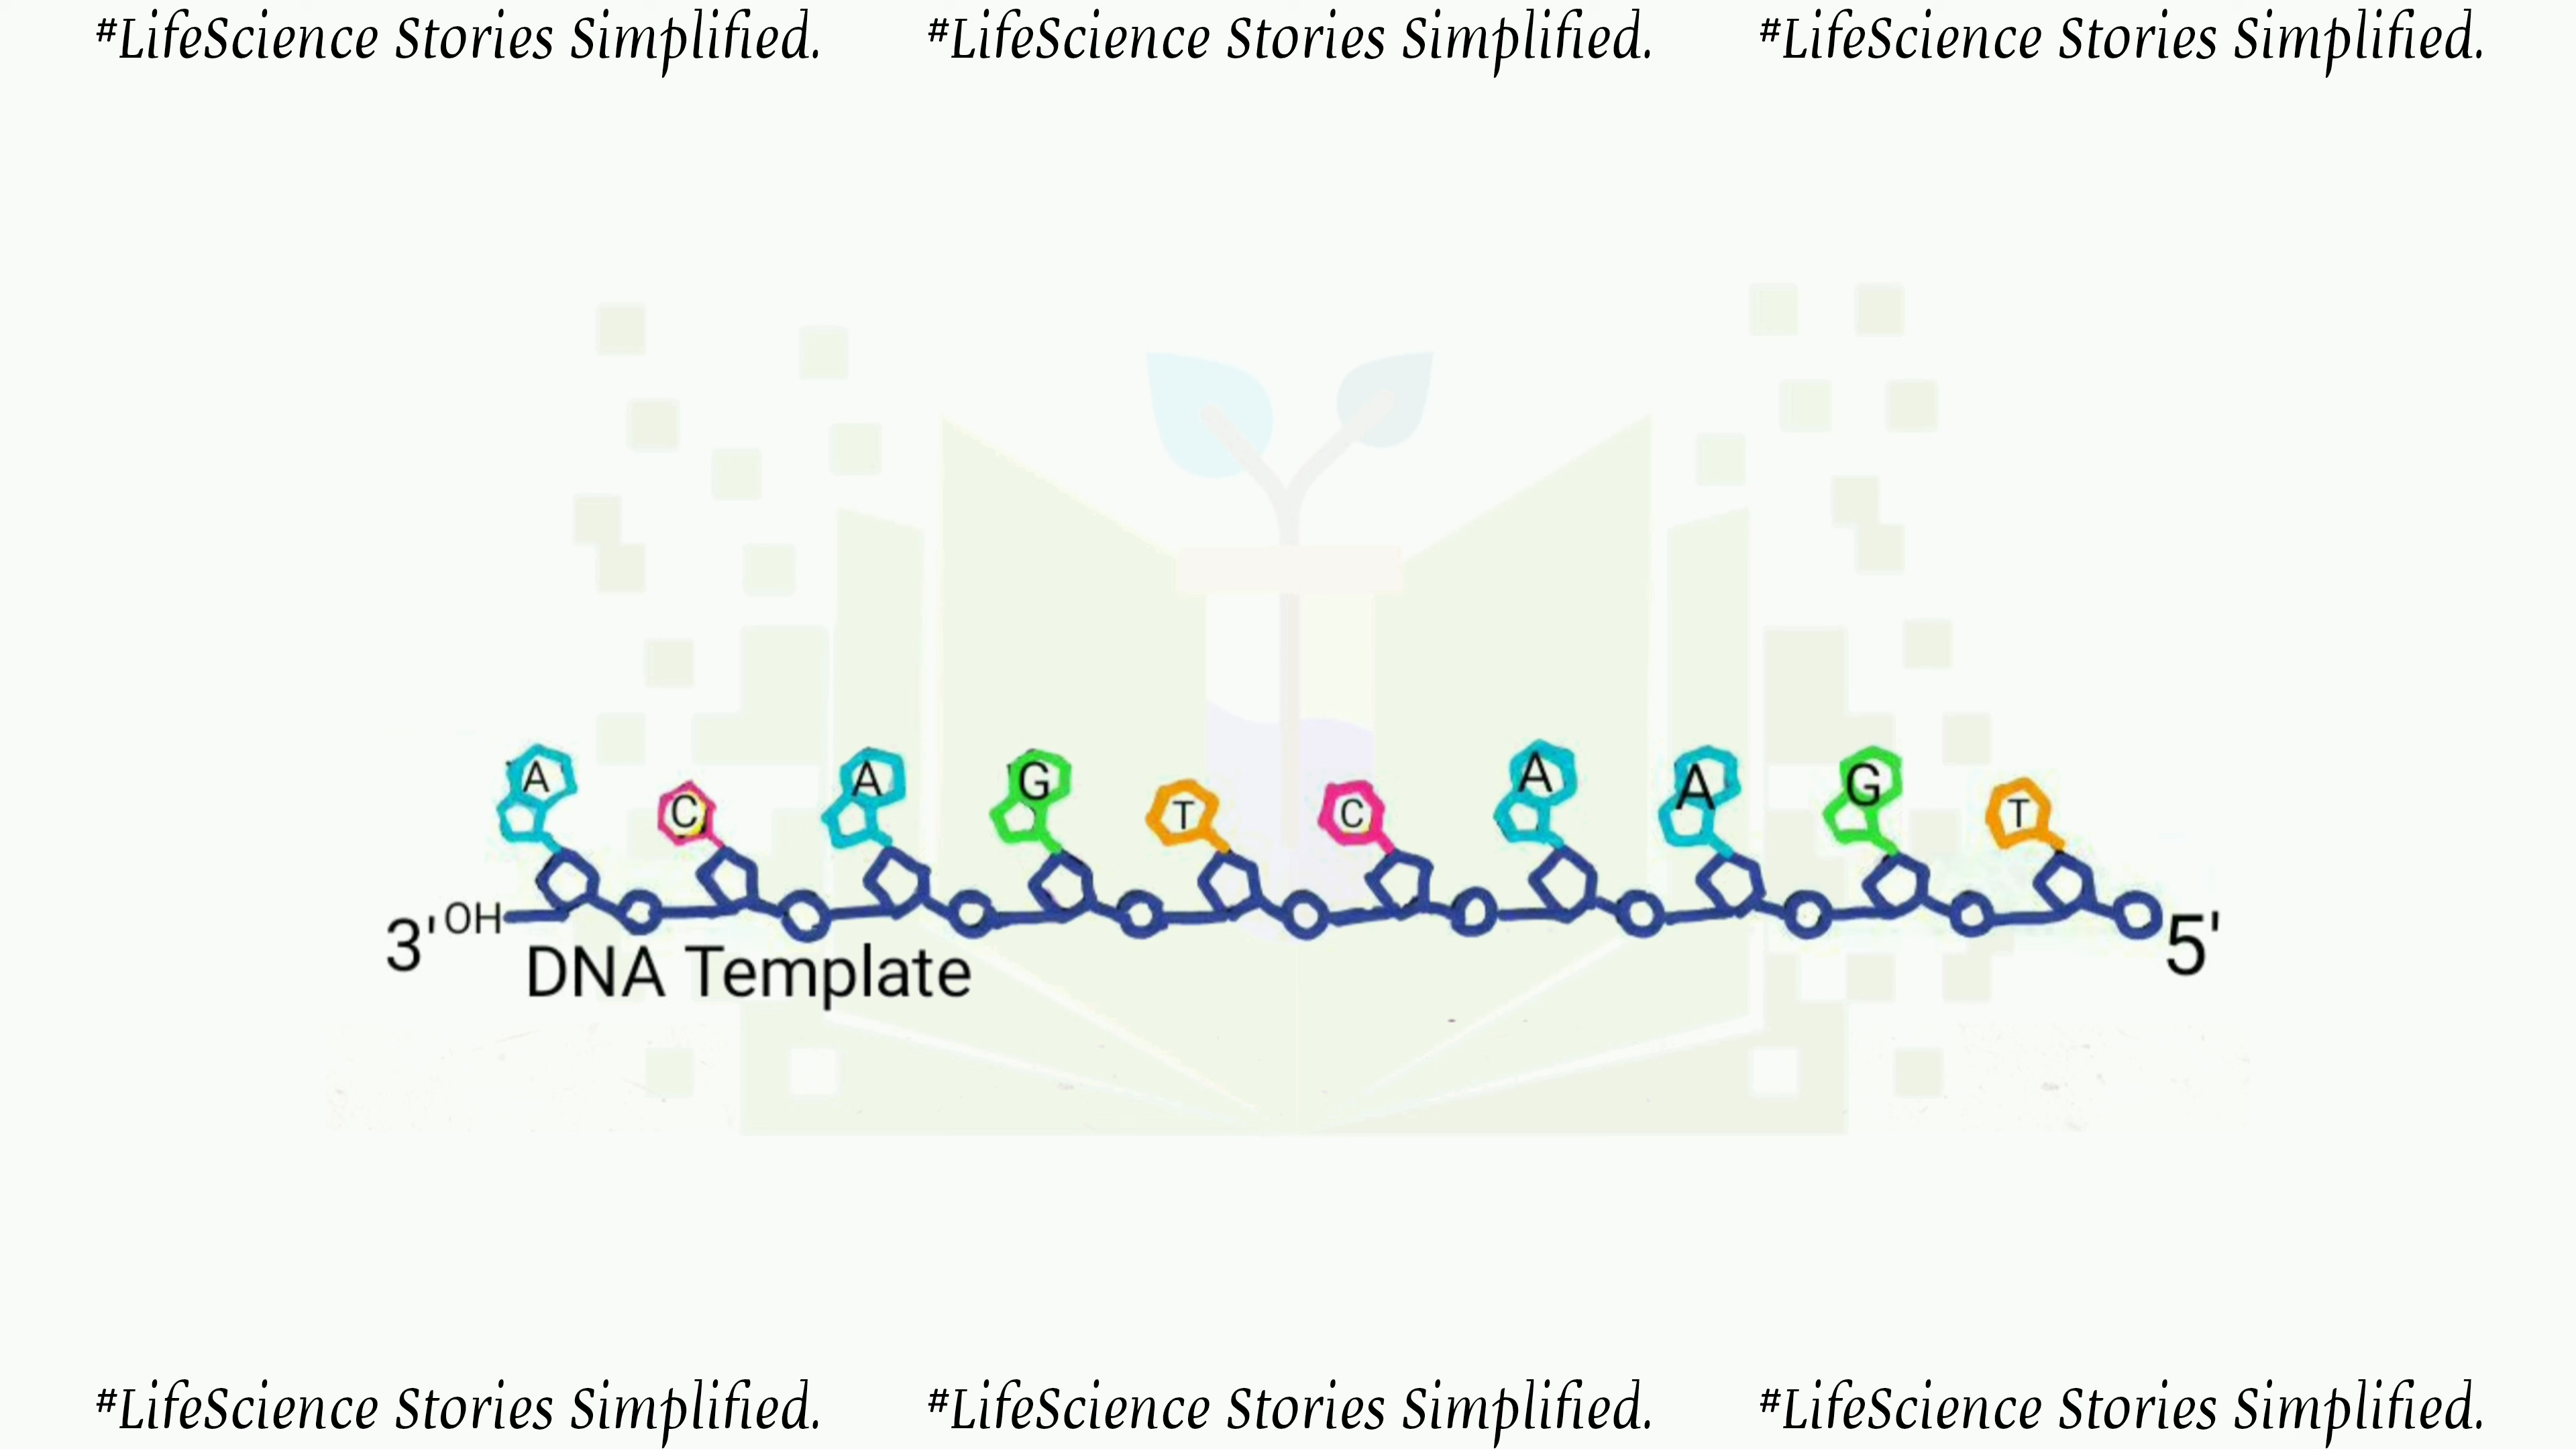 #LifeScience Stories Simplified. #LifeScience Stories Simplified. #LifeScience Stories Simplified.
A C A G T C A A G T
3'OH 5'
DNA Template
#LifeScience Stories Simplified. #LifeScience Stories Simplified. #LifeScience Stories Simplified.